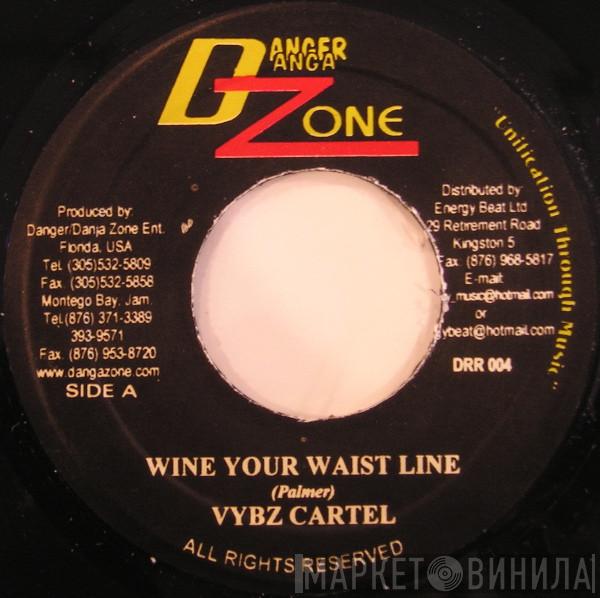 DANGER
DANGA
ZONE
"Unification Through Music"
Produced by:
Danger/Danja Zone Ent.
Florida, USA
Tel. (305)532-5809
Fax. (305)532-5858
Montego Bay, Jam.
Tel.(876) 371-3389
393-9571
Fax. (876) 953-8720
www.dangazone.com
SIDE A
Distributed by
Energy Beat Ltd
29 Retirement Road
Kingston 5
Fax. (876) 968-5817
E-mail:
_music@hotmail.com
or
ybeat@hotmail.com
DRR 004
WINE YOUR WAIST LINE
(Palmer)
VYBZ CARTEL
ALL RIGHTS RESERVED
МАРКЕТ ВИНИЛА